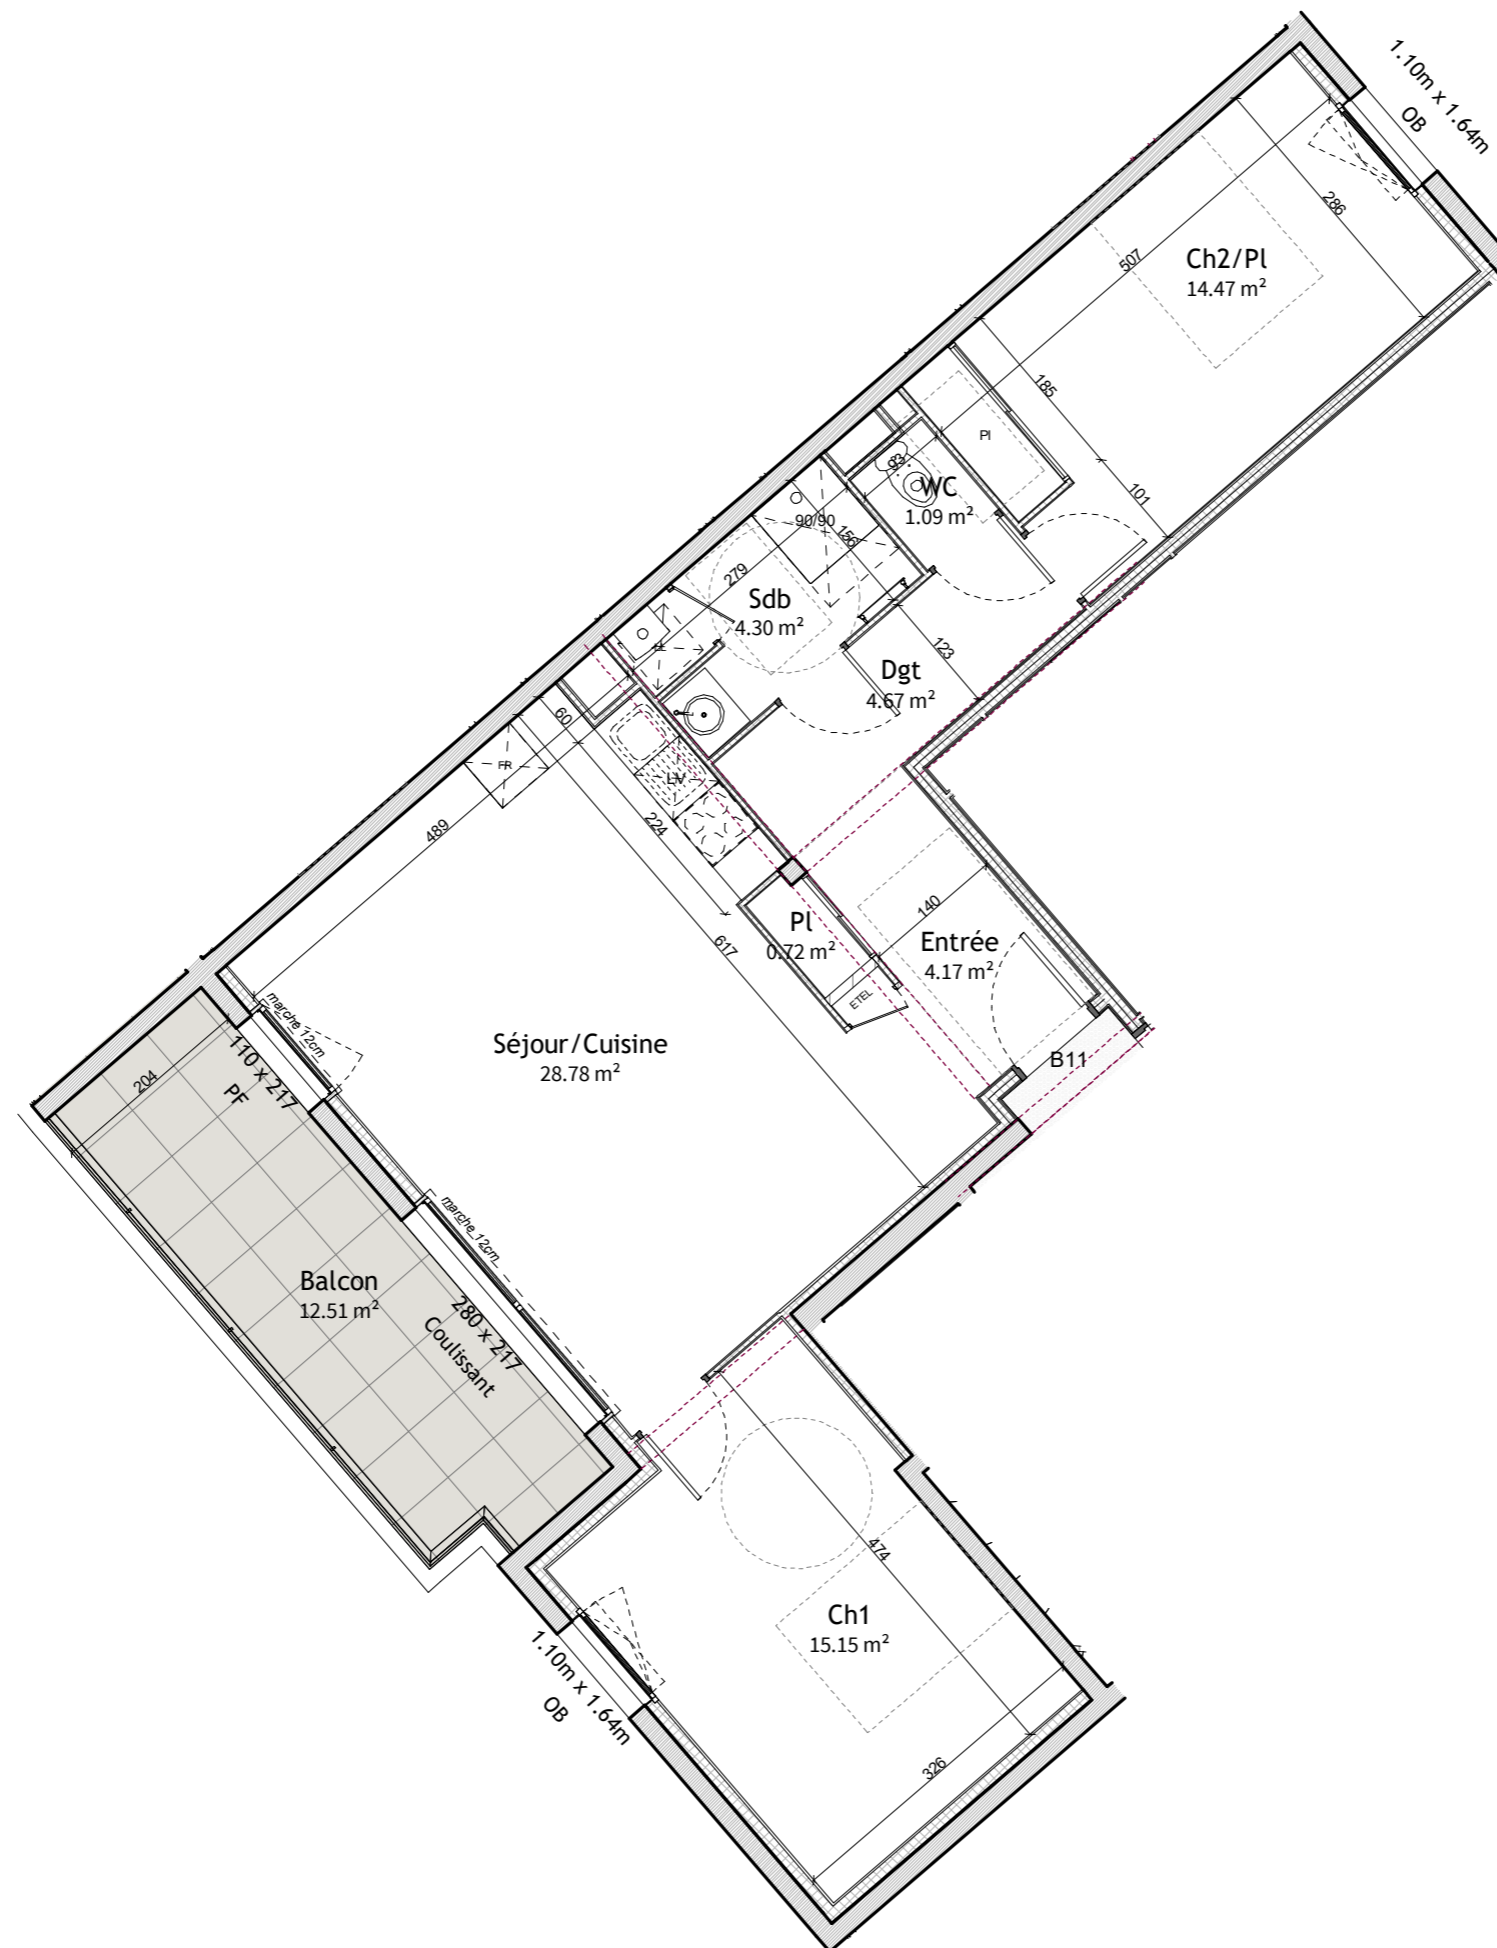 1.10m x 1.64m
OB
286
507
Ch2/Pl
14.47 m²
185
Pl
101
93
WC
1.09 m²
90/90
156
279
Sdb
4.30 m²
123
Dgt
4.67 m²
60
FR
LV
224
489
617
Pl
0.72 m²
ETEL
140
Entrée
4.17 m²
B11
marche 12cm
204
110 x 217
PF
Séjour/Cuisine
28.78 m²
marche 12cm
Balcon
12.51 m²
280 x 217
Coulissant
474
Ch1
15.15 m²
1.10m x 1.64m
OB
326